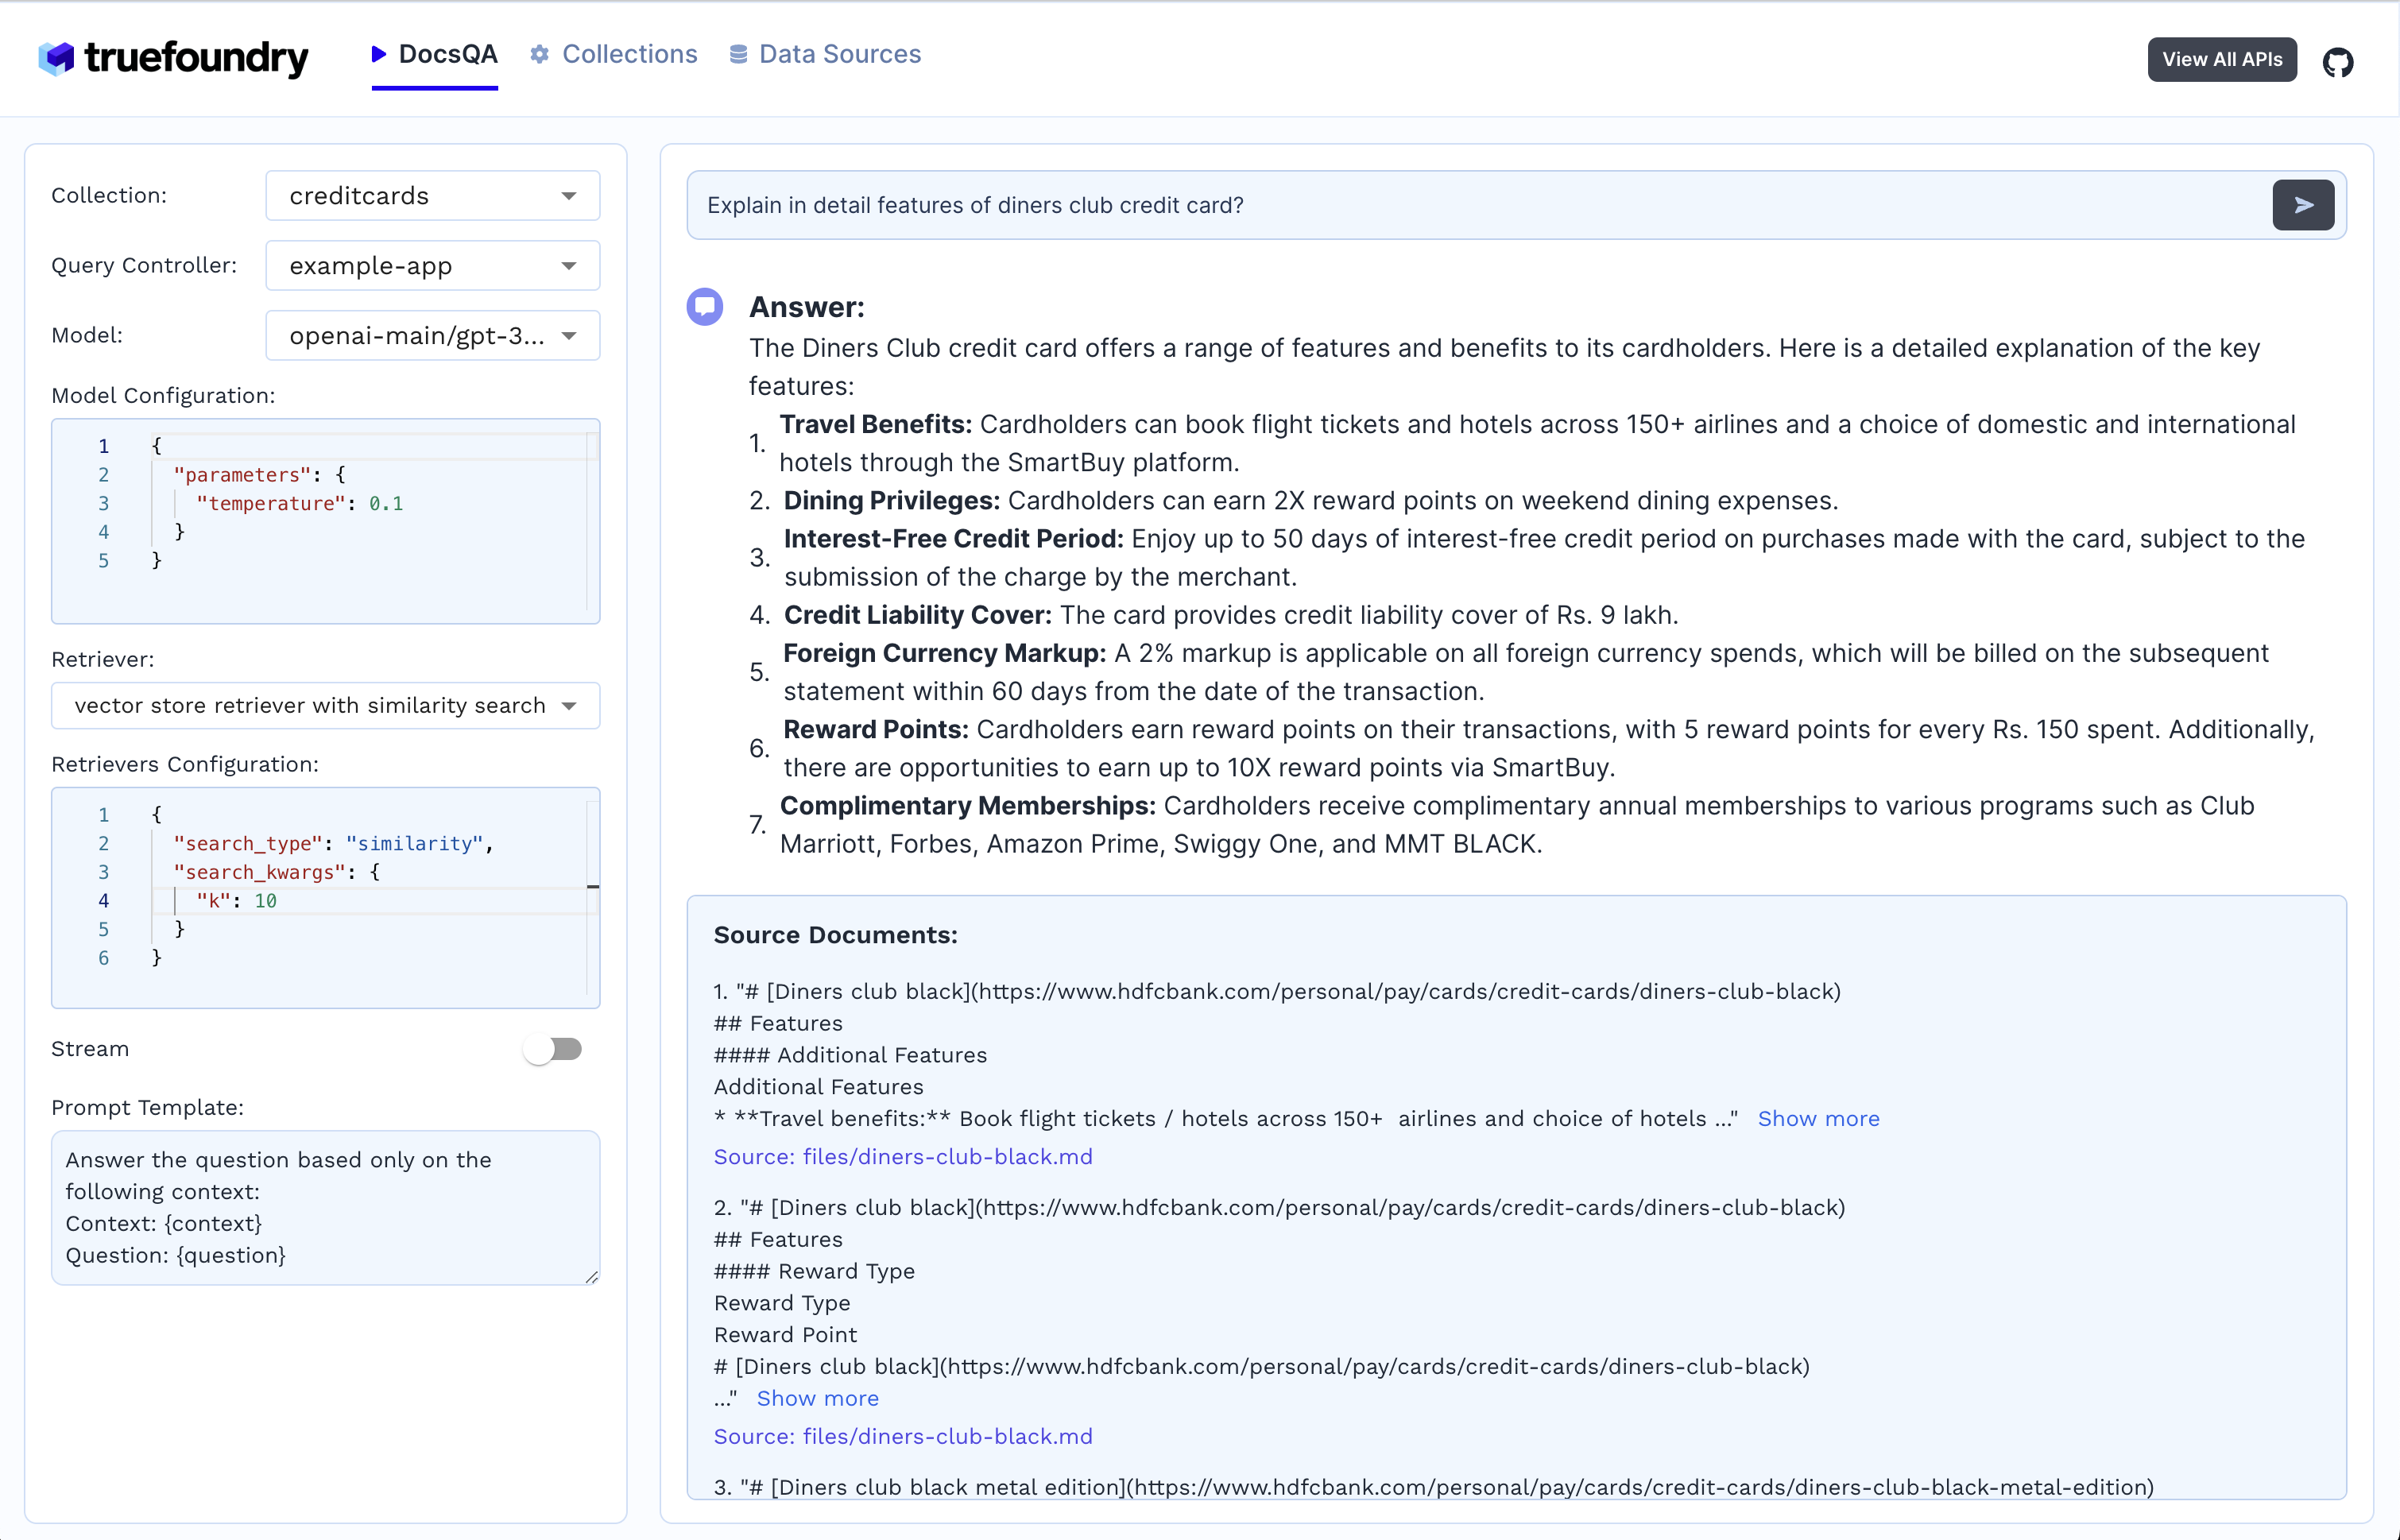 truefoundry
DocsQA
Collections
Data Sources
View All APIs
Collection:
creditcards
Query Controller:
example-app
Model:
openai-main/gpt-3...
Model Configuration:
1 {
2 "parameters": {
3 "temperature": 0.1
4 }
5 }
Retriever:
vector store retriever with similarity search
Retrievers Configuration:
1 {
2 "search_type": "similarity",
3 "search_kwargs": {
4 "k": 10
5 }
6 }
Stream
Prompt Template:
Answer the question based only on the
following context:
Context: {context}
Question: {question}
Explain in detail features of diners club credit card?
Answer:
The Diners Club credit card offers a range of features and benefits to its cardholders. Here is a detailed explanation of the key
features:
1. Travel Benefits: Cardholders can book flight tickets and hotels across 150+ airlines and a choice of domestic and international
hotels through the SmartBuy platform.
2. Dining Privileges: Cardholders can earn 2X reward points on weekend dining expenses.
3. Interest-Free Credit Period: Enjoy up to 50 days of interest-free credit period on purchases made with the card, subject to the
submission of the charge by the merchant.
4. Credit Liability Cover: The card provides credit liability cover of Rs. 9 lakh.
5. Foreign Currency Markup: A 2% markup is applicable on all foreign currency spends, which will be billed on the subsequent
statement within 60 days from the date of the transaction.
6. Reward Points: Cardholders earn reward points on their transactions, with 5 reward points for every Rs. 150 spent. Additionally,
there are opportunities to earn up to 10X reward points via SmartBuy.
7. Complimentary Memberships: Cardholders receive complimentary annual memberships to various programs such as Club
Marriott, Forbes, Amazon Prime, Swiggy One, and MMT BLACK.
Source Documents:
1. "# [Diners club black](https://www.hdfcbank.com/personal/pay/cards/credit-cards/diners-club-black)
## Features
#### Additional Features
Additional Features
* **Travel benefits:** Book flight tickets / hotels across 150+ airlines and choice of hotels ..." Show more
Source: files/diners-club-black.md
2. "# [Diners club black](https://www.hdfcbank.com/personal/pay/cards/credit-cards/diners-club-black)
## Features
#### Reward Type
Reward Type
Reward Point
# [Diners club black](https://www.hdfcbank.com/personal/pay/cards/credit-cards/diners-club-black)
..." Show more
Source: files/diners-club-black.md
3. "# [Diners club black metal edition](https://www.hdfcbank.com/personal/pay/cards/credit-cards/diners-club-black-metal-edition)